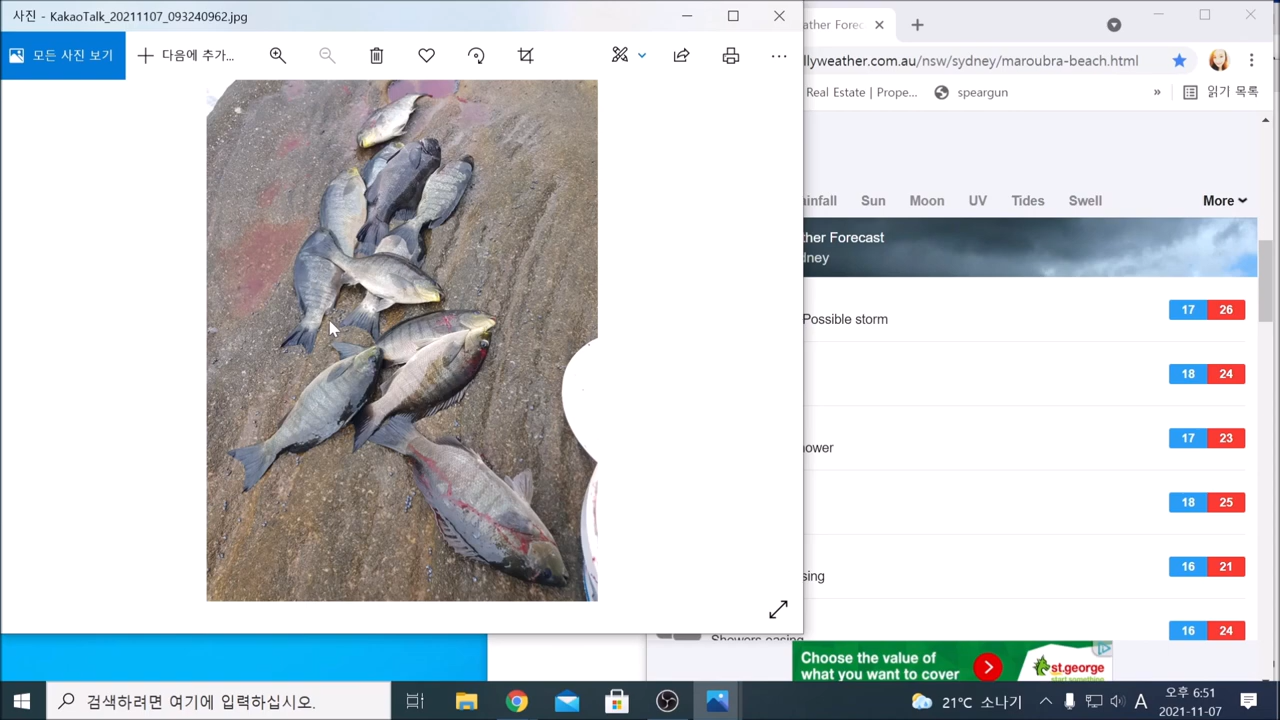 사진 - KakaoTalk_20211107_093240962.jpg
모든 사진 보기
다음에 추가...
ather Forec
llyweather.com.au/nsw/sydney/maroubra-beach.html
Real Estate | Prope...
speargun
»
읽기 목록
infall Sun Moon UV Tides Swell More
ther Forecast
dney
17 26
Possible storm
18 24
17 23
ower
18 25
16 21
sing
16 24
Showers easing
Choose the value of
what you want to cover
st.george
start something
검색하려면 여기에 입력하십시오.
21°C 소나기
A
오후 6:51
2021-11-07